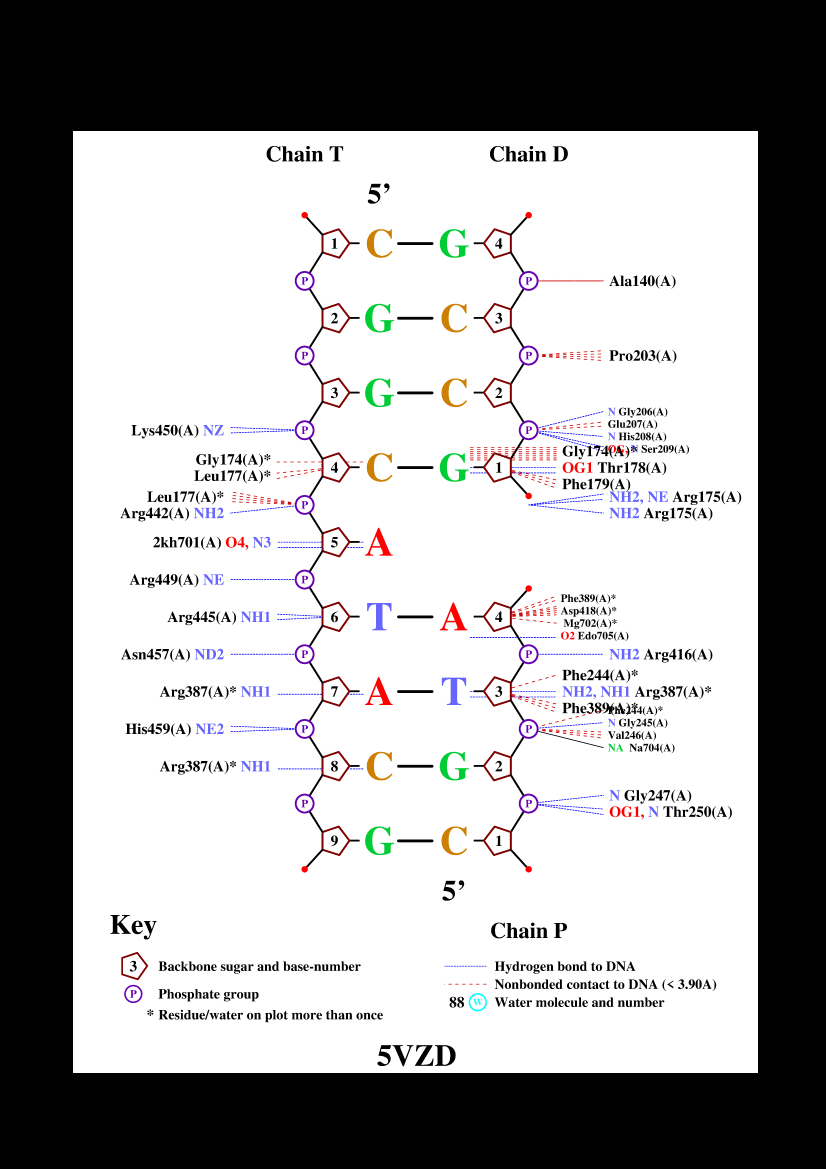 Chain T Chain D
5’
1 C G 4
P P Ala140(A)
2 G C 3
P P Pro203(A)
3 G C 2
N Gly206(A)
Glu207(A)
Lys450(A) NZ P P
N His208(A)
Ser209(A)
Gly174(A)* Gly174(A)*
4 C G 1 OG1 Thr178(A)
Leu177(A)*
Phe179(A)
Leu177(A)* NH2, NE Arg175(A)
P
Arg442(A) NH2 NH2 Arg175(A)
2kh701(A) O4, N3 5 A
Arg449(A) NE P
Phe389(A)*
Asp418(A)*
Arg445(A) NH1 6 T A 4
Mg702(A)*
O2 Edo705(A)
Asn457(A) ND2 P P NH2 Arg416(A)
Phe244(A)*
Arg387(A)* NH1 7 A T 3 NH2, NH1 Arg387(A)*
Phe389(A)*
Phe244(A)*
N Gly245(A)
His459(A) NE2 P P
Val246(A)
NA Na704(A)
Arg387(A)* NH1 8 C G 2
N Gly247(A)
P P
OG1, N Thr250(A)
9 G C 1
5’
Key Chain P
3 Backbone sugar and base-number
Hydrogen bond to DNA
Nonbonded contact to DNA (< 3.90A)
P Phosphate group
88 W Water molecule and number
* Residue/water on plot more than once
5VZD